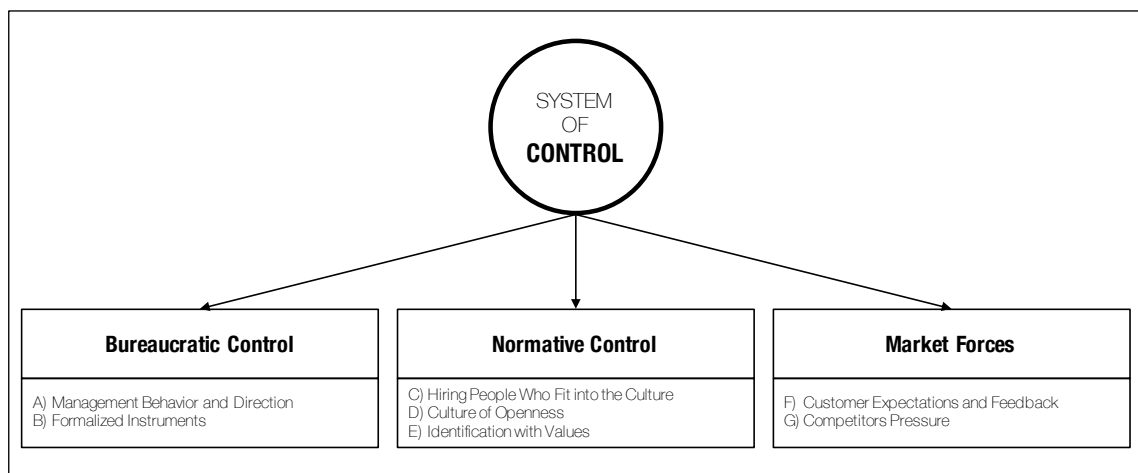 SYSTEM
OF
CONTROL
Bureaucratic Control
A) Management Behavior and Direction
B) Formalized Instruments
Normative Control
C) Hiring People Who Fit into the Culture
D) Culture of Openness
E) Identification with Values
Market Forces
F) Customer Expectations and Feedback
G) Competitors Pressure